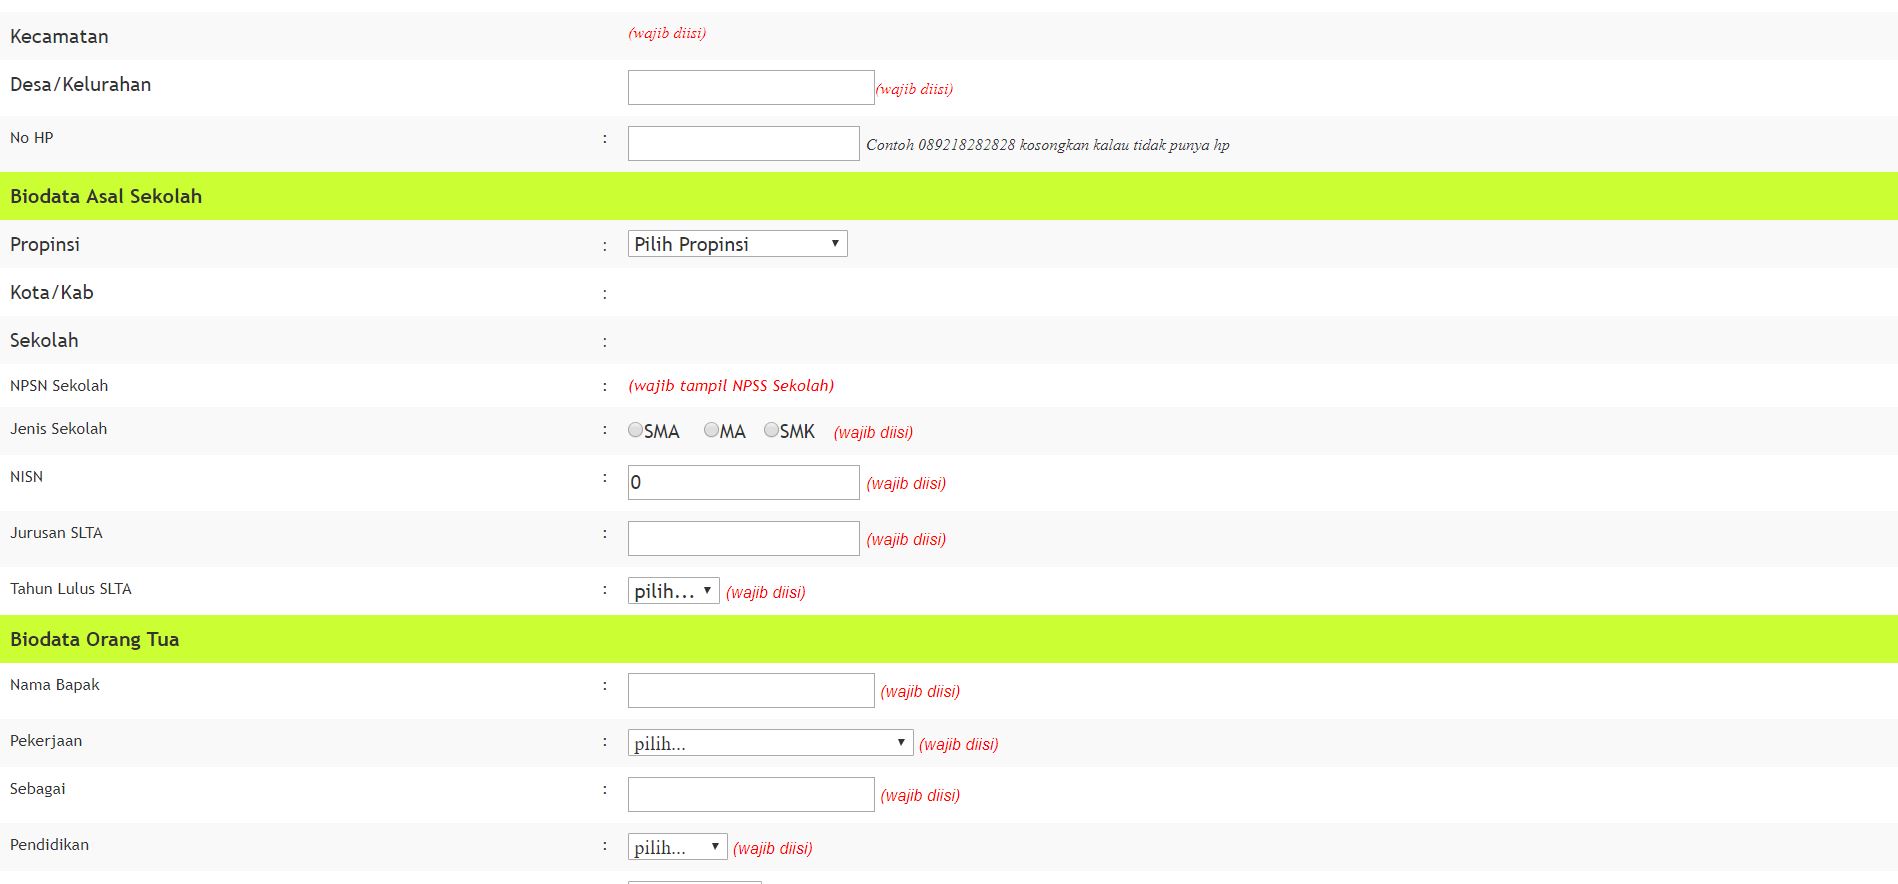 Kecamatan (wajib diisi)
Desa/Kelurahan (wajib diisi)
No HP : Contoh 089218282828 kosongkan kalau tidak punya hp
Biodata Asal Sekolah
Propinsi : Pilih Propinsi
Kota/Kab :
Sekolah :
NPSN Sekolah : (wajib tampil NPSS Sekolah)
Jenis Sekolah : SMA MA SMK (wajib diisi)
NISN : 0 (wajib diisi)
Jurusan SLTA : (wajib diisi)
Tahun Lulus SLTA : pilih... (wajib diisi)
Biodata Orang Tua
Nama Bapak : (wajib diisi)
Pekerjaan : pilih... (wajib diisi)
Sebagai : (wajib diisi)
Pendidikan : pilih... (wajib diisi)